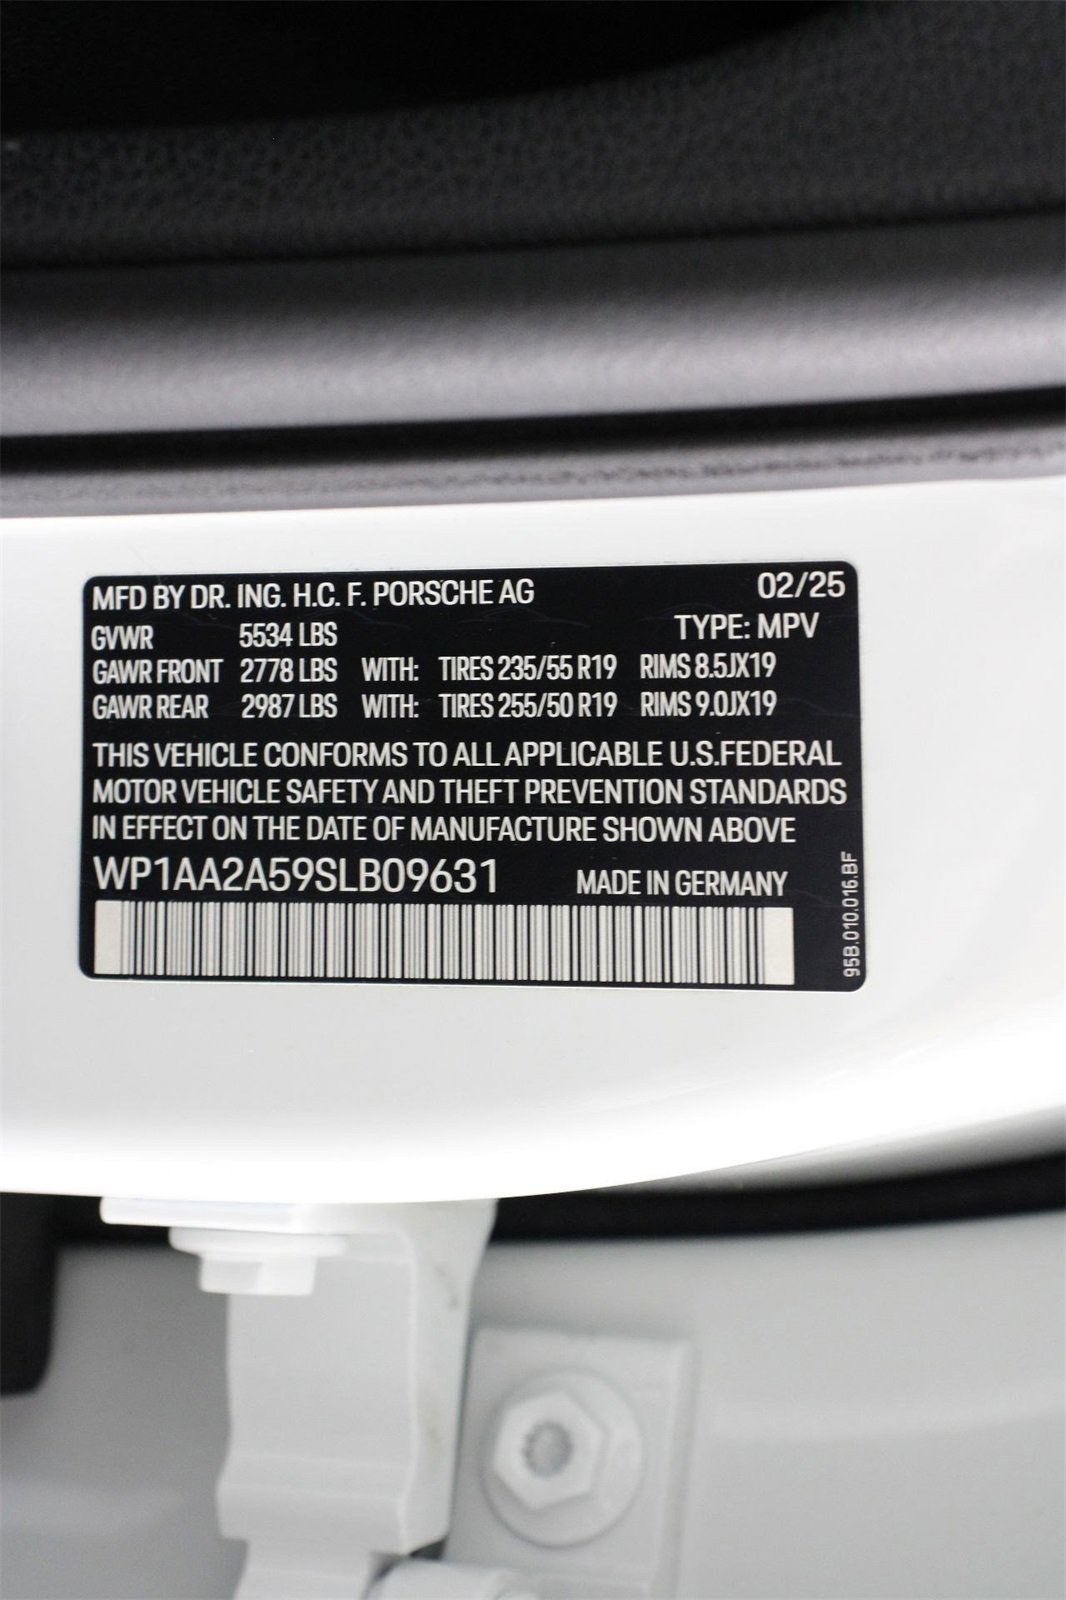 MFD BY DR. ING. H.C. F. PORSCHE AG 02/25
GVWR 5534 LBS TYPE: MPV
GAWR FRONT 2778 LBS WITH: TIRES 235/55 R19 RIMS 8.5JX19
GAWR REAR 2987 LBS WITH: TIRES 255/50 R19 RIMS 9.0JX19
THIS VEHICLE CONFORMS TO ALL APPLICABLE U.S.FEDERAL
MOTOR VEHICLE SAFETY AND THEFT PREVENTION STANDARDS
IN EFFECT ON THE DATE OF MANUFACTURE SHOWN ABOVE
WP1AA2A59SLB09631 MADE IN GERMANY
95B.010.016.BF